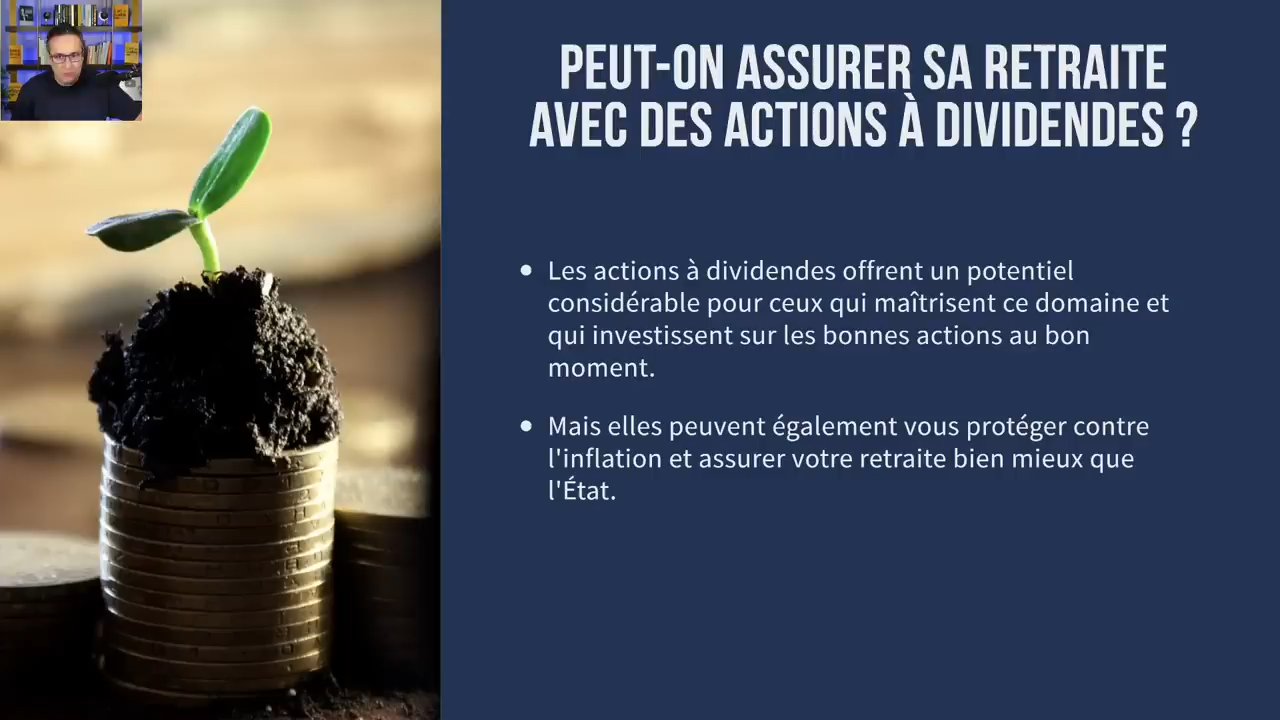 PEUT-ON ASSURER SA RETRAITE
AVEC DES ACTIONS À DIVIDENDES ?
• Les actions à dividendes offrent un potentiel
considérable pour ceux qui maîtrisent ce domaine et
qui investissent sur les bonnes actions au bon
moment.
• Mais elles peuvent également vous protéger contre
l'inflation et assurer votre retraite bien mieux que
l'État.